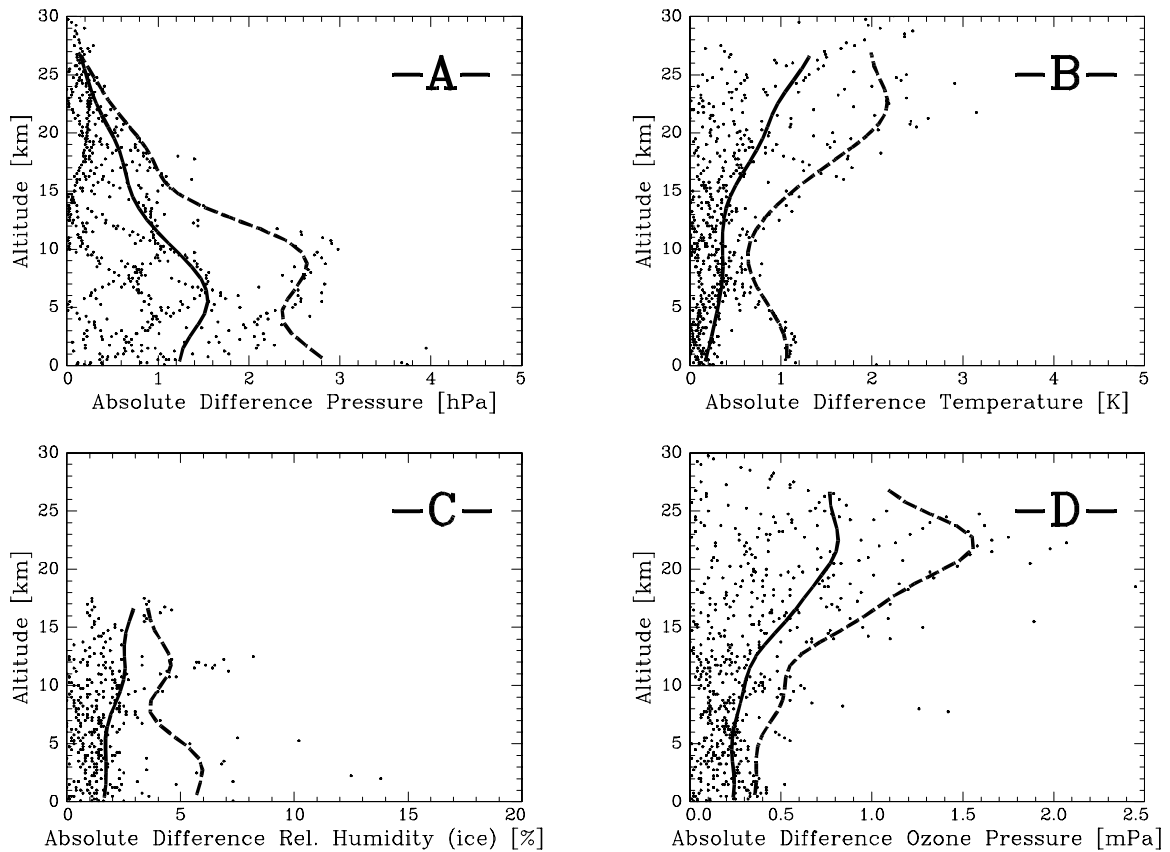 30
25
20
15
10
5
0
Altitude [km]
A
0 1 2 3 4 5
Absolute Difference Pressure [hPa]
30
25
20
15
10
5
0
Altitude [km]
B
0 1 2 3 4 5
Absolute Difference Temperature [K]
30
25
20
15
10
5
0
Altitude [km]
C
0 5 10 15 20
Absolute Difference Rel. Humidity (ice) [%]
30
25
20
15
10
5
0
Altitude [km]
D
0.0 0.5 1.0 1.5 2.0 2.5
Absolute Difference Ozone Pressure [mPa]